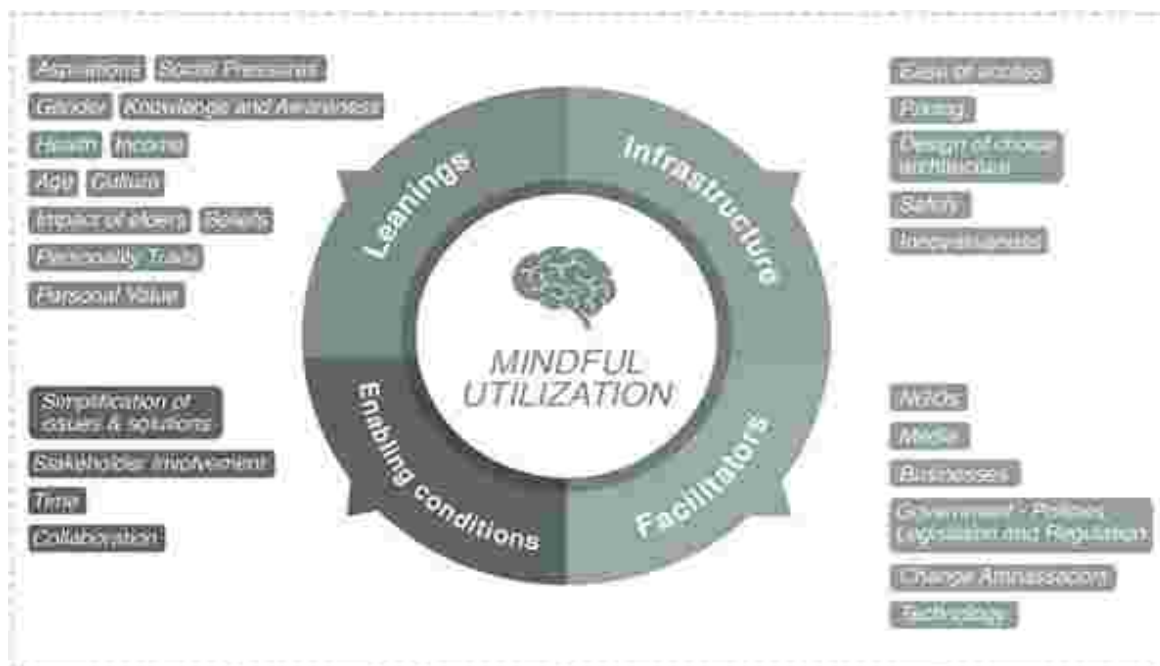 Aspirations Social Pressures
Gender Knowledge and Awareness
Health Income
Age Culture
Impact of elders Beliefs
Personality Traits
Personal Value
Simplification of
issues & solutions
Stakeholder Involvement
Time
Collaboration
Leanings
Infrastructure
Enabling conditions
Facilitators
MINDFUL
UTILIZATION
Ease of access
Pricing
Design of choice
architecture
Safety
NGOs
Media
Businesses
Government - Policies,
Legislation and Regulation
Change
Technology